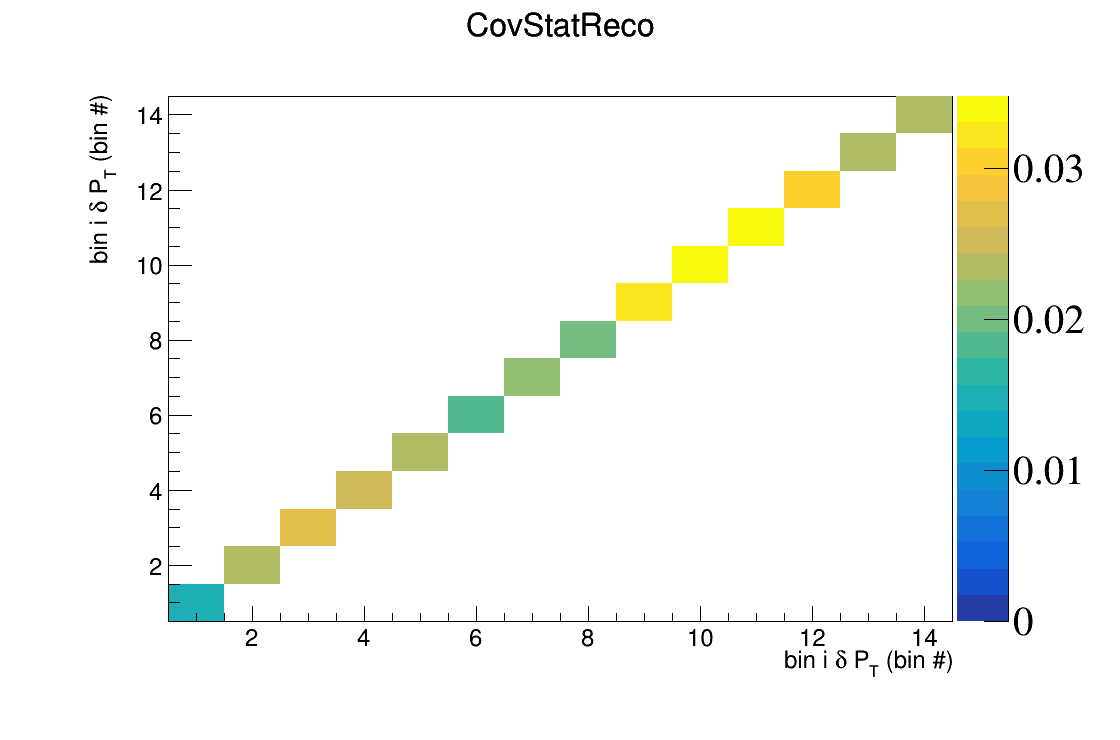 CovStatReco
bin i δ P_T (bin #)
14
12
10
8
6
4
2
2 4 6 8 10 12 14
bin i δ P_T (bin #)
0.03
0.02
0.01
0